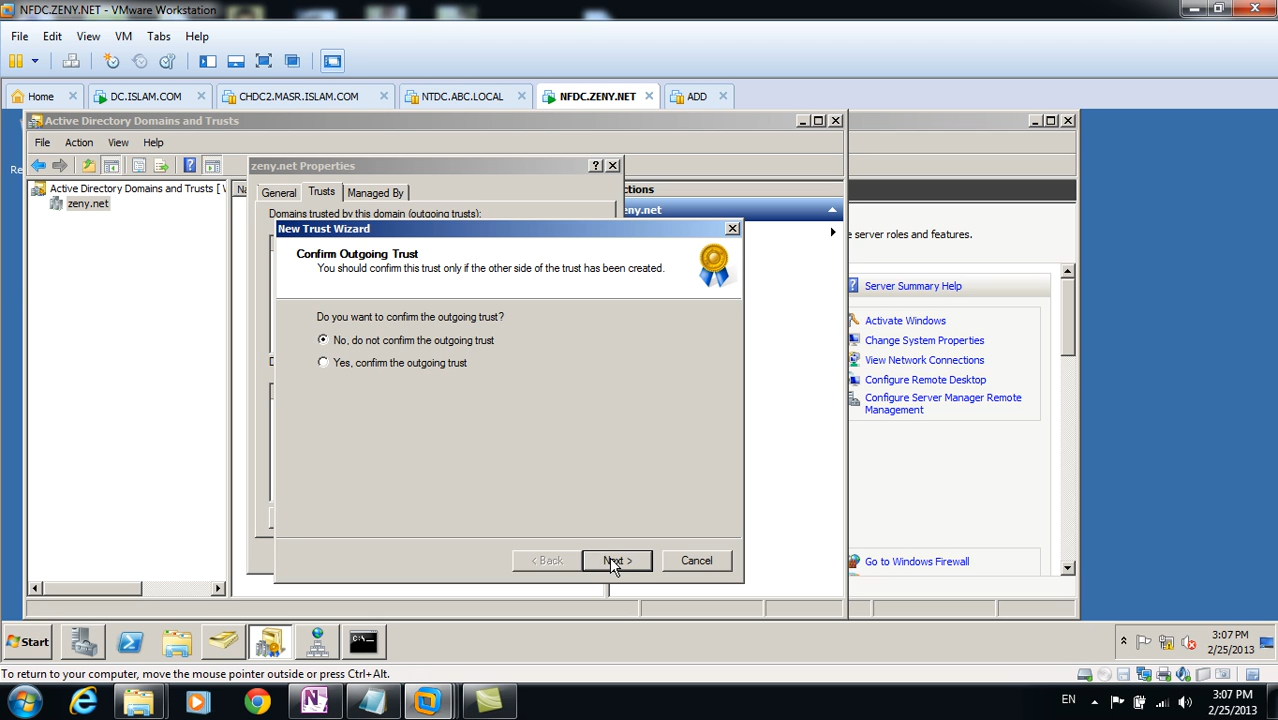 NFDC.ZENY.NET - VMware Workstation
File Edit View VM Tabs Help
Home DC.ISLAM.COM CHDC2.MASR.ISLAM.COM NTDC.ABC.LOCAL NFDC.ZENY.NET ADD
Active Directory Domains and Trusts
File Action View Help
Re
zeny.net Properties
Active Directory Domains and Trusts [
Na
ctions
General Trusts Managed By
zeny.net
Domains trusted by this domain (outgoing trusts):
eny.net
New Trust Wizard
e server roles and features.
Confirm Outgoing Trust
You should confirm this trust only if the other side of the trust has been created.
Server Summary Help
Do you want to confirm the outgoing trust?
Activate Windows
No, do not confirm the outgoing trust
Change System Properties
Yes, confirm the outgoing trust
View Network Connections
Configure Remote Desktop
Configure Server Manager Remote
Management
< Back Next > Cancel
Go to Windows Firewall
Start
C:\
3:07 PM
2/25/2013
To return to your computer, move the mouse pointer outside or press Ctrl+Alt.
EN
3:07 PM
2/25/2013